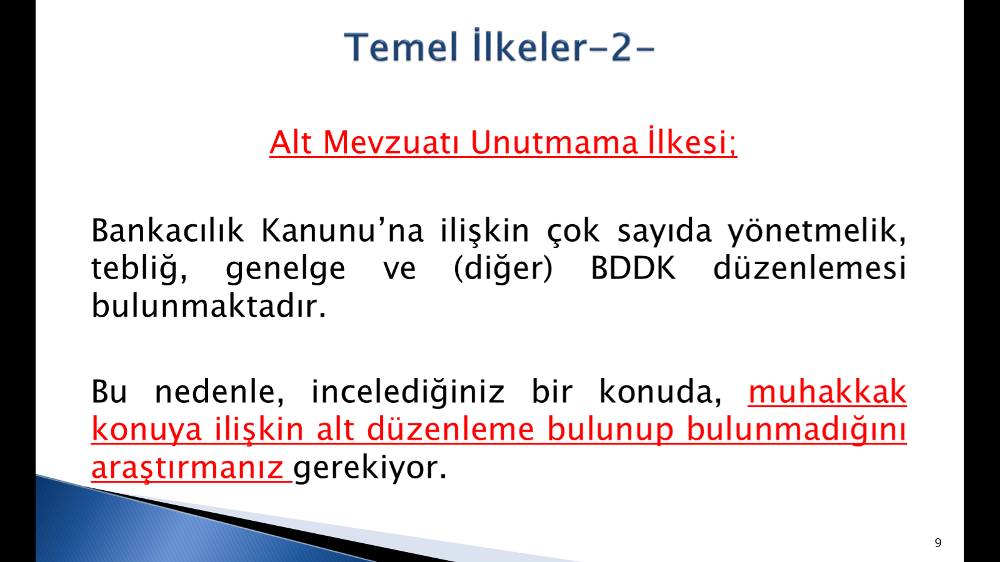 Temel İlkeler-2-
Alt Mevzuatı Unutmama İlkesi;
Bankacılık Kanunu’na ilişkin çok sayıda yönetmelik,
tebliğ, genelge ve (diğer) BDDK düzenlemesi
bulunmaktadır.
Bu nedenle, incelediğiniz bir konuda, muhakkak
konuya ilişkin alt düzenleme bulunup bulunmadığını
araştırmanız gerekiyor.
9